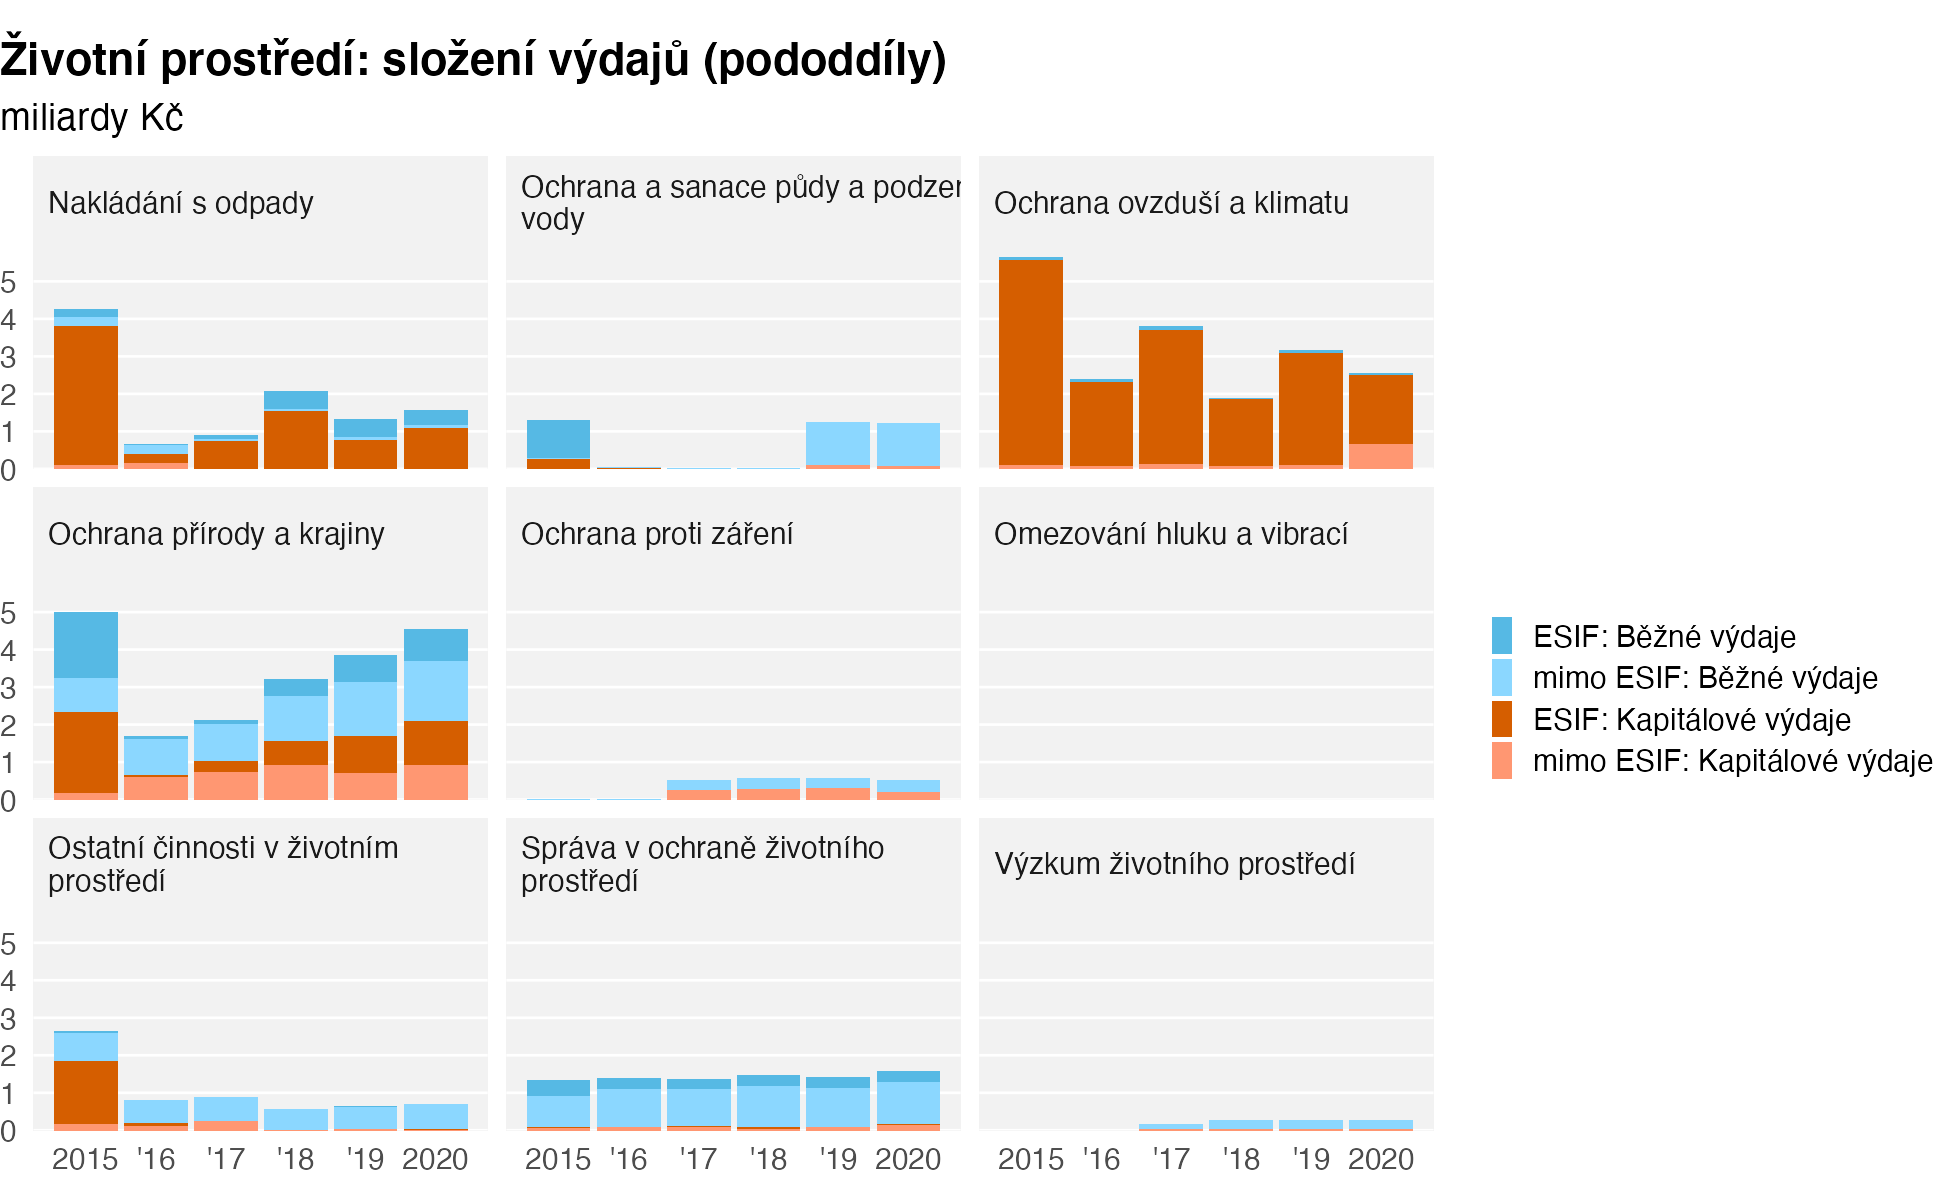 Životní prostředí: složení výdajů (pododdíly)
miliardy Kč
Nakládání s odpady
Ochrana a sanace půdy a
vody
Ochrana ovzduší a klimatu
5
4
3
2
1
0
Ochrana přírody a krajiny
Ochrana proti záření
Omezování hluku a vibrací
5
4
3
2
1
0
ESIF: Běžné výdaje
mimo ESIF: Běžné výdaje
ESIF: Kapitálové výdaje
mimo ESIF: Kapitálové výdaje
Ostatní činnosti v životním
prostředí
Správa v ochraně životního
prostředí
Výzkum životního prostředí
5
4
3
2
1
0
2015 '16 '17 '18 '19 2020
2015 '16 '17 '18 '19 2020
2015 '16 '17 '18 '19 2020